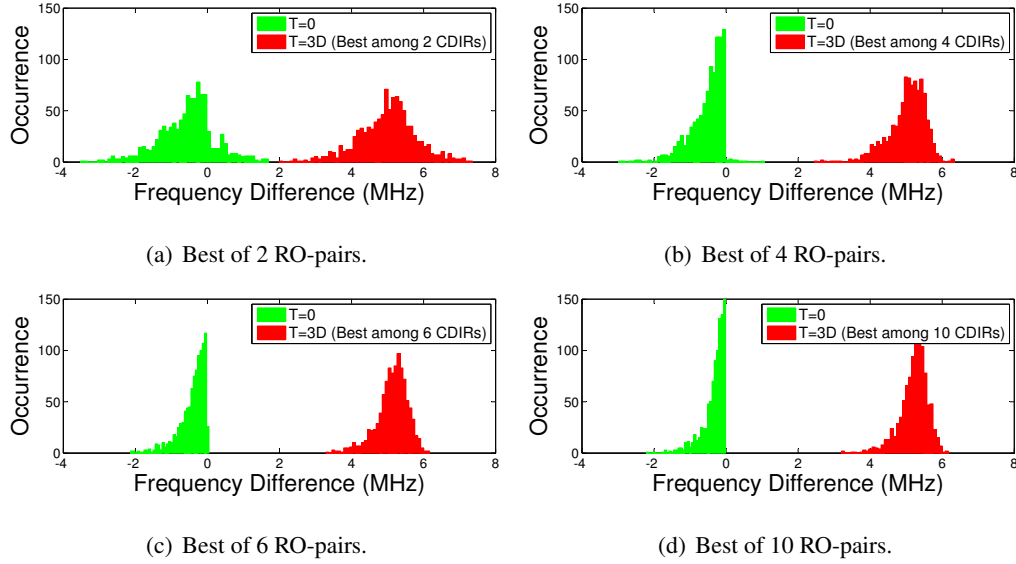 150
100
50
0
Occurrence
-4 -2 0 2 4 6 8
Frequency Difference (MHz)
T=0
T=3D (Best among 2 CDIRs)
(a) Best of 2 RO-pairs.
150
100
50
0
Occurrence
-4 -2 0 2 4 6 8
Frequency Difference (MHz)
T=0
T=3D (Best among 4 CDIRs)
(b) Best of 4 RO-pairs.
150
100
50
0
Occurrence
-4 -2 0 2 4 6 8
Frequency Difference (MHz)
T=0
T=3D (Best among 6 CDIRs)
(c) Best of 6 RO-pairs.
150
100
50
0
Occurrence
-4 -2 0 2 4 6 8
Frequency Difference (MHz)
T=0
T=3D (Best among 10 CDIRs)
(d) Best of 10 RO-pairs.